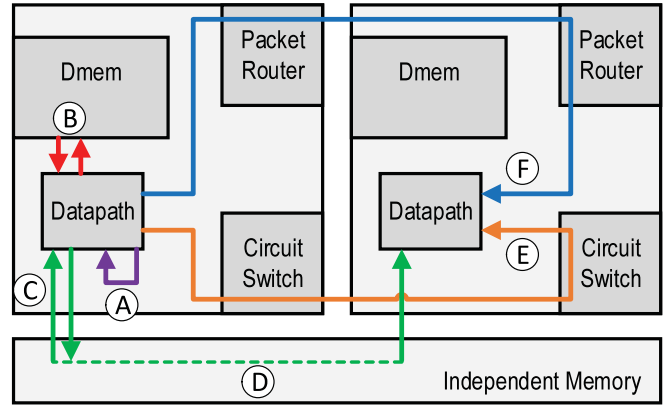 Packet
Router
Packet
Router
Dmem
Dmem
B
F
Datapath
Datapath
E
Circuit
Switch
Circuit
Switch
C
A
D
Independent Memory